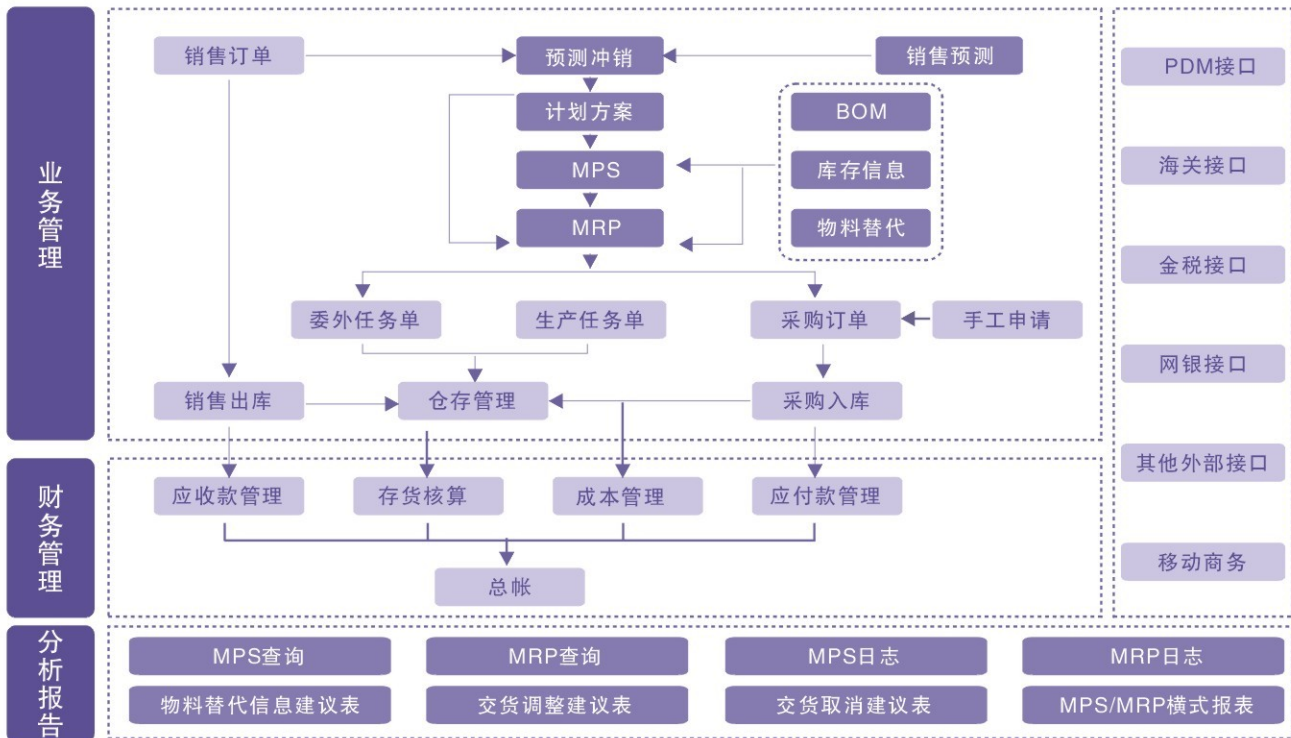 业务管理
销售订单
预测冲销
销售预测
计划方案
BOM
MPS
库存信息
MRP
物料替代
委外任务单
生产任务单
采购订单
手工申请
销售出库
仓存管理
采购入库
财务管理
应收款管理
存货核算
成本管理
应付款管理
总帐
PDM接口
海关接口
金税接口
网银接口
其他外部接口
移动商务
分析报告
MPS查询
MRP查询
MPS日志
MRP日志
物料替代信息建议表
交货调整建议表
交货取消建议表
MPS/MRP横式报表